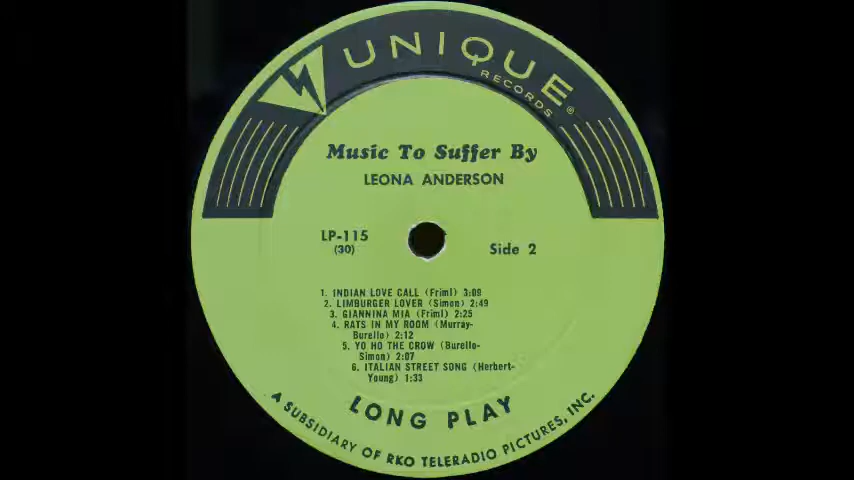 UNIQUE
RECORDS®
Music To Suffer By
LEONA ANDERSON
LP-115
(30)
Side 2
1. INDIAN LOVE CALL (Friml) 3:09
2. LIMBURGER LOVER (Simon) 2:49
3. GIANNINA MIA (Friml) 2:25
4. RATS IN MY ROOM (Murray-
Burello) 2:12
5. YO HO THE CROW (Burello-
Simon) 2:07
6. ITALIAN STREET SONG (Herbert-
Young) 1:33
LONG PLAY
A SUBSIDIARY OF RKO TELERADIO PICTURES, INC.